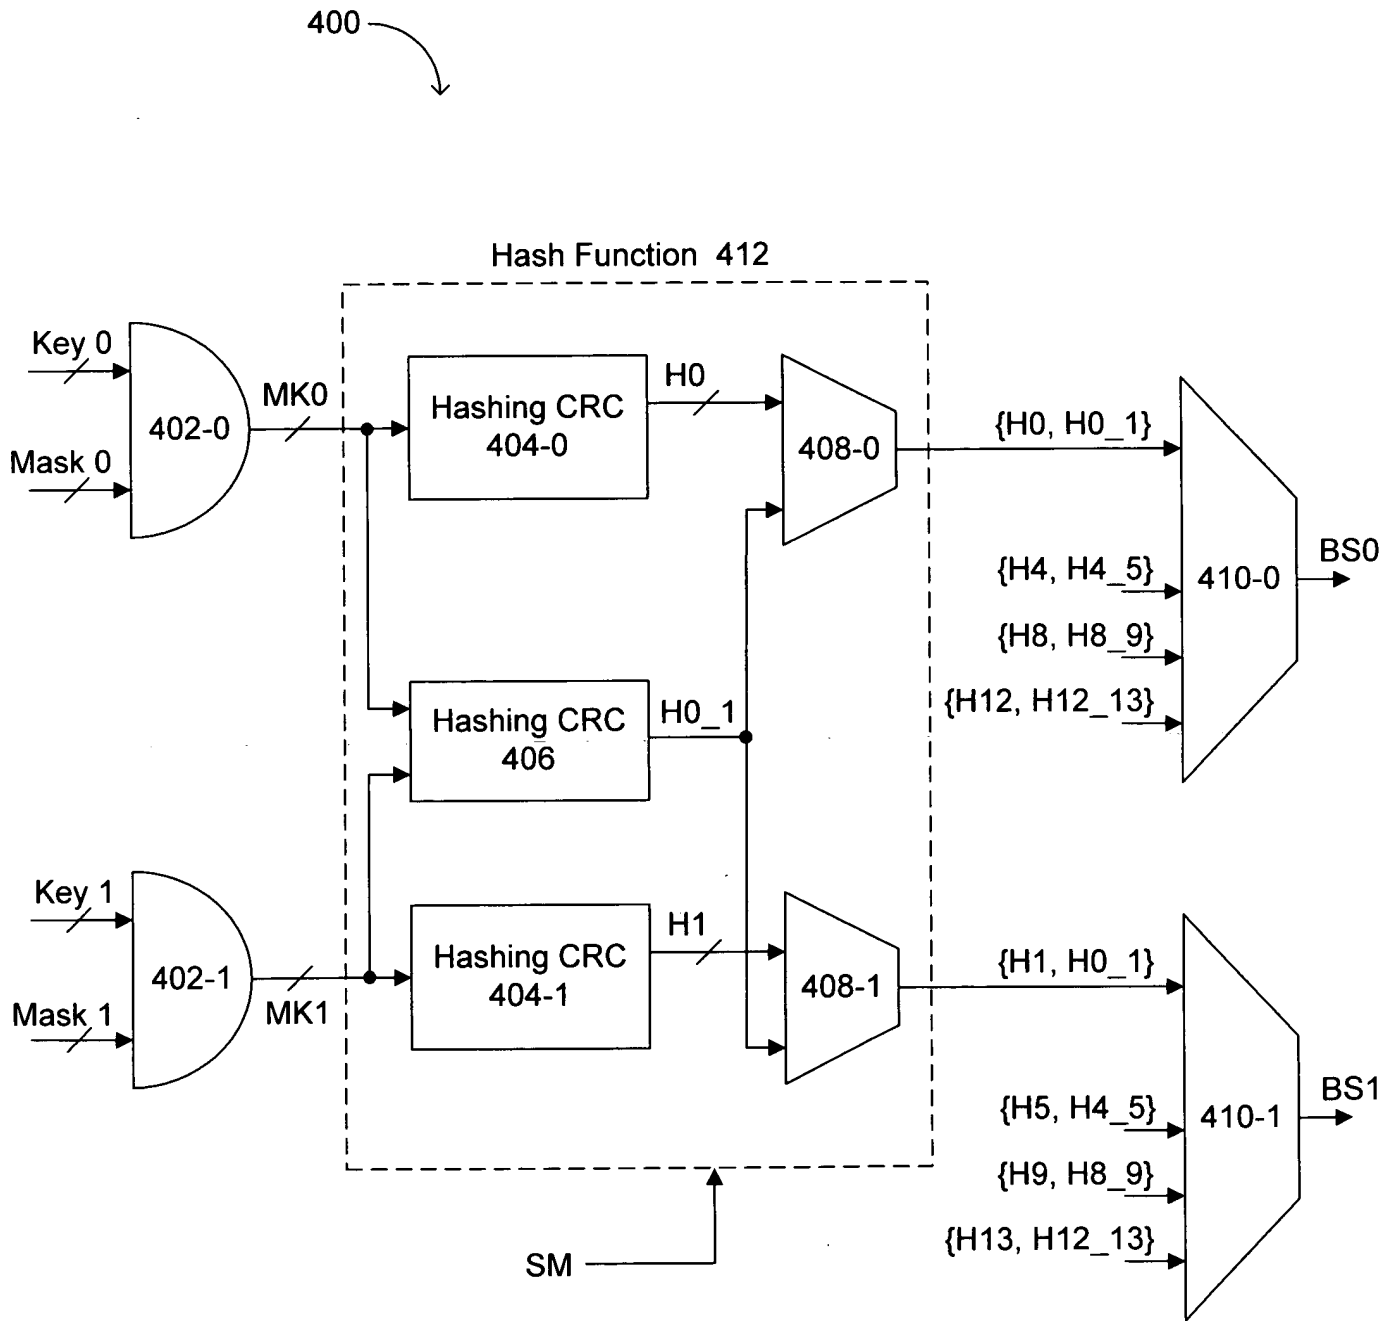 400
Hash Function 412
Key 0
Mask 0
402-0
MK0
Hashing CRC
404-0
H0
408-0
{H0, H0_1}
{H4, H4_5}
{H8, H8_9}
{H12, H12_13}
410-0
BS0
Hashing CRC
406
H0_1
Key 1
Mask 1
402-1
MK1
Hashing CRC
404-1
H1
408-1
{H1, H0_1}
{H5, H4_5}
{H9, H8_9}
{H13, H12_13}
410-1
BS1
SM